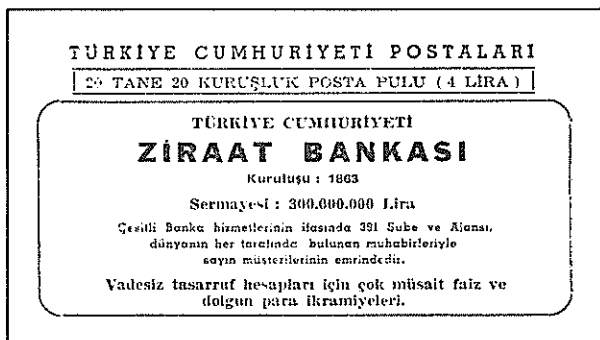 TÜRKİYE CUMHURİYETİ POSTALARI
20 TANE 20 KURUŞLUK POSTA PULU ( 4 LİRA )
TÜRKİYE CUMHURİYETİ
ZİRAAT BANKASI
Kuruluşu : 1863
Sermayesi : 300.000.000 Lira
Çeşitli Banka hizmetlerinin ifasında 391 Şube ve Ajansı,
dünyanın her tarafında bulunan muhabirleriyle
sayın müşterilerinin emrindedir.
Vadesiz tasarruf hesapları için çok müsait faiz ve
dolgun para ikramiyeleri.